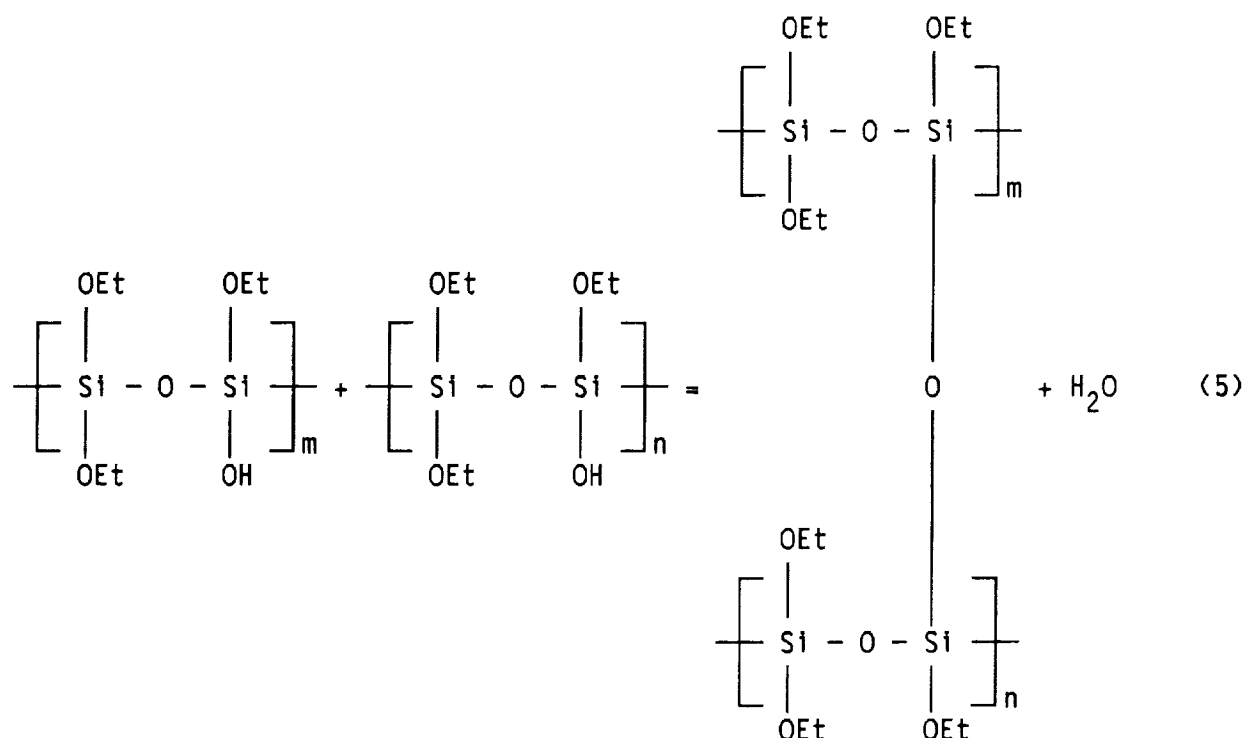 OEt OEt
Si - O - Si
m
OEt
OEt OEt OEt OEt
Si - O - Si + Si - O - Si = O + H2O (5)
m n
OEt OH OEt OH
OEt
Si - O - Si
n
OEt OEt